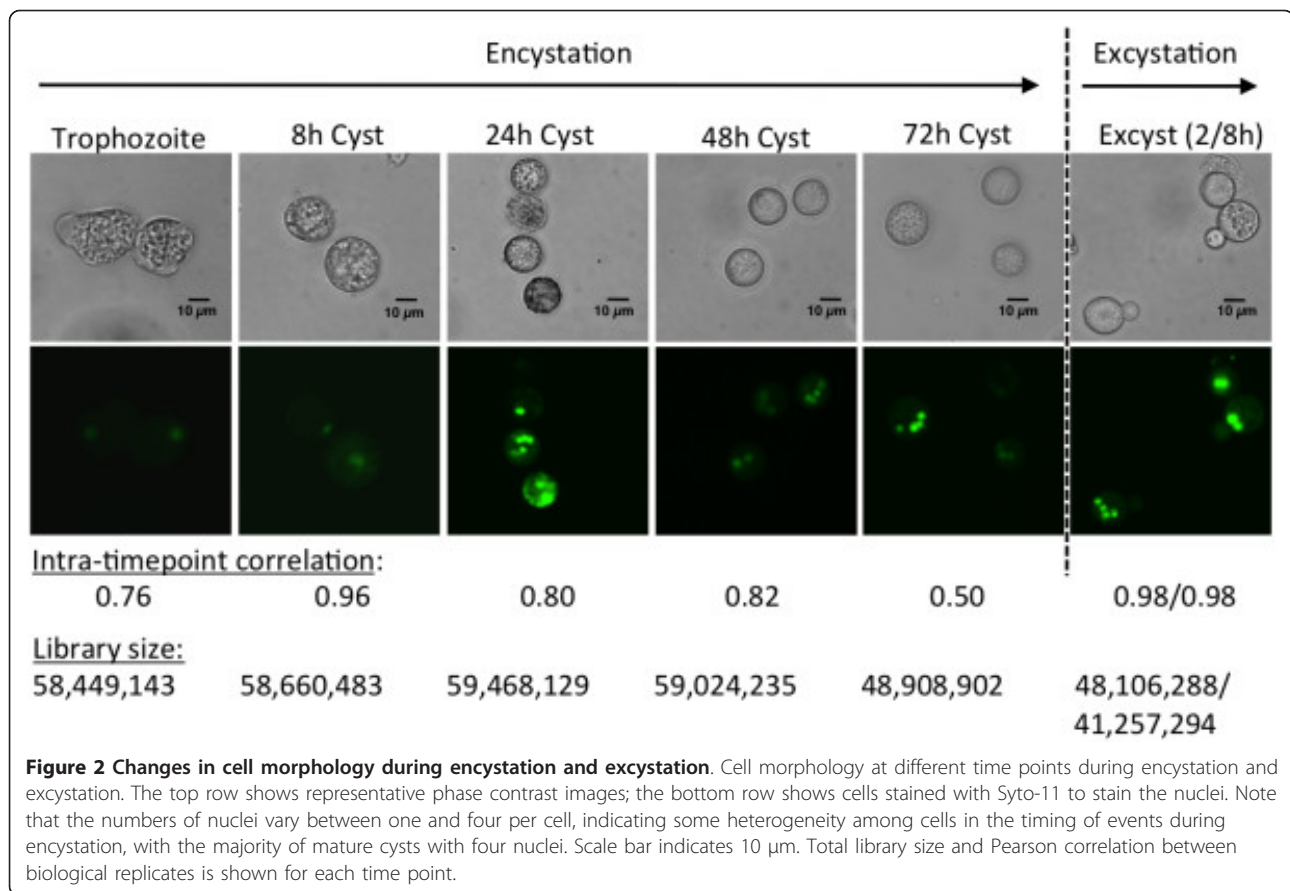 Encystation
Excystation
Trophozoite
8h Cyst
24h Cyst
48h Cyst
72h Cyst
Excyst (2/8h)
10 µm
10 µm
10 µm
10 µm
10 µm
10 µm
Intra-timepoint correlation:
0.76 0.96 0.80 0.82 0.50 0.98/0.98
Library size:
58,449,143 58,660,483 59,468,129 59,024,235 48,908,902 48,106,288/
41,257,294
Figure 2 Changes in cell morphology during encystation and excystation. Cell morphology at different time points during encystation and
excystation. The top row shows representative phase contrast images; the bottom row shows cells stained with Syto-11 to stain the nuclei. Note
that the numbers of nuclei vary between one and four per cell, indicating some heterogeneity among cells in the timing of events during
encystation, with the majority of mature cysts with four nuclei. Scale bar indicates 10 µm. Total library size and Pearson correlation between
biological replicates is shown for each time point.